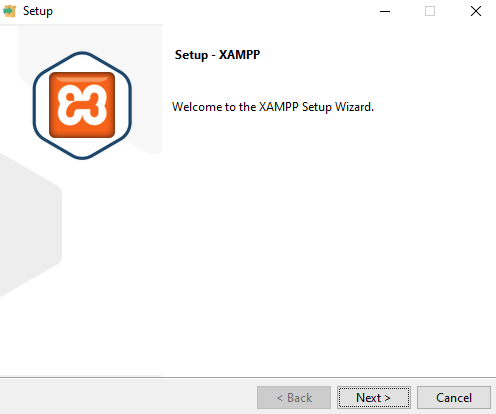 Setup
Setup - XAMPP
Welcome to the XAMPP Setup Wizard.
< Back
Next >
Cancel